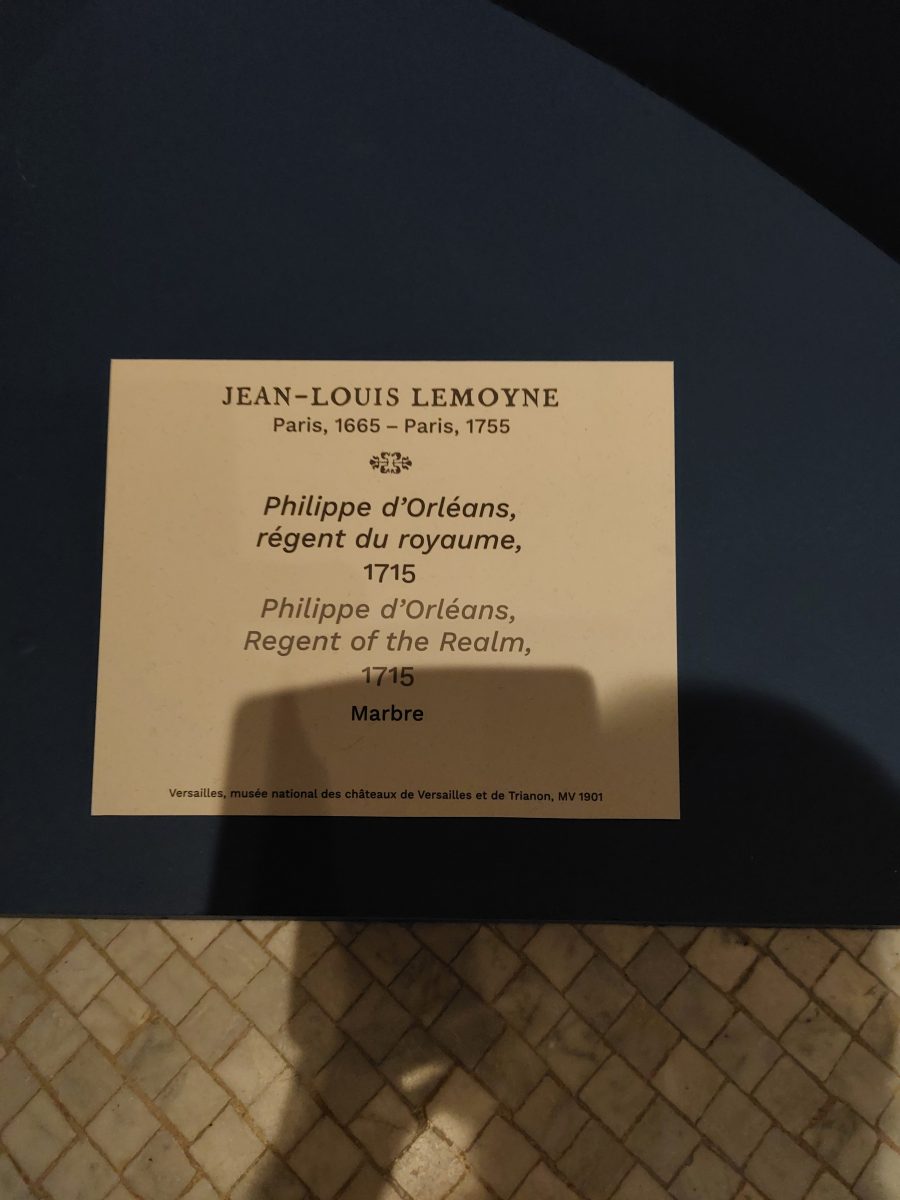 JEAN-LOUIS LEMOYNE
Paris, 1665 – Paris, 1755
Philippe d’Orléans,
régent du royaume,
1715
Philippe d’Orléans,
Regent of the Realm,
1715
Marbre
Versailles, musée national des châteaux de Versailles et de Trianon, MV 1901